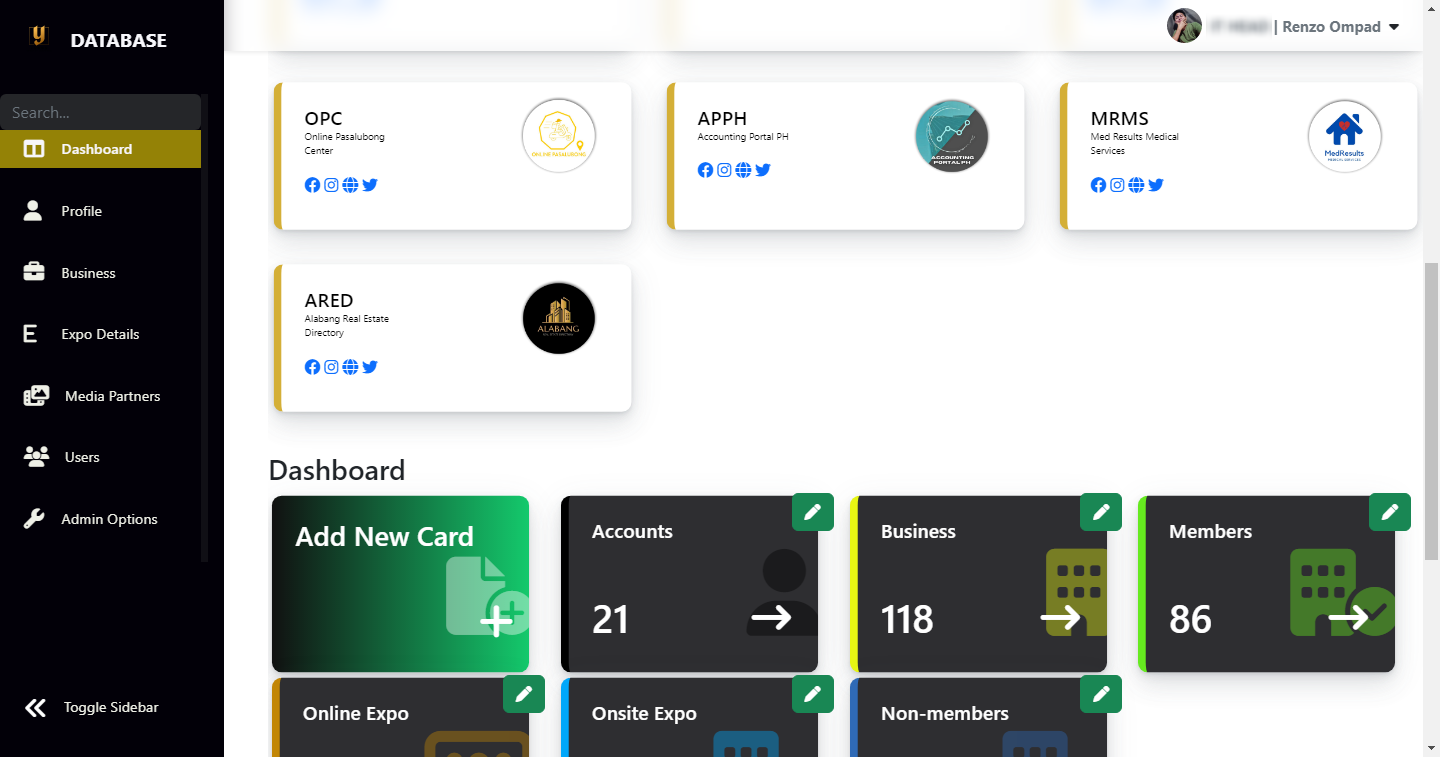 y
DATABASE
| Renzo Ompad
Search...
Dashboard
Profile
Business
E
Expo Details
Media Partners
Users
Admin Options
Toggle Sidebar
OPC
Online Pasalubong
Center
ONLINE PASALUBONG
APPH
Accounting Portal PH
ACCOUNTING
PORTAL PH
MRMS
Med Results Medical
Services
MedResults
MEDICAL SERVICES
ARED
Alabang Real Estate
Directory
ALABANG
Dashboard
Add New Card
Accounts
21
Business
118
Members
86
Online Expo
Onsite Expo
Non-members